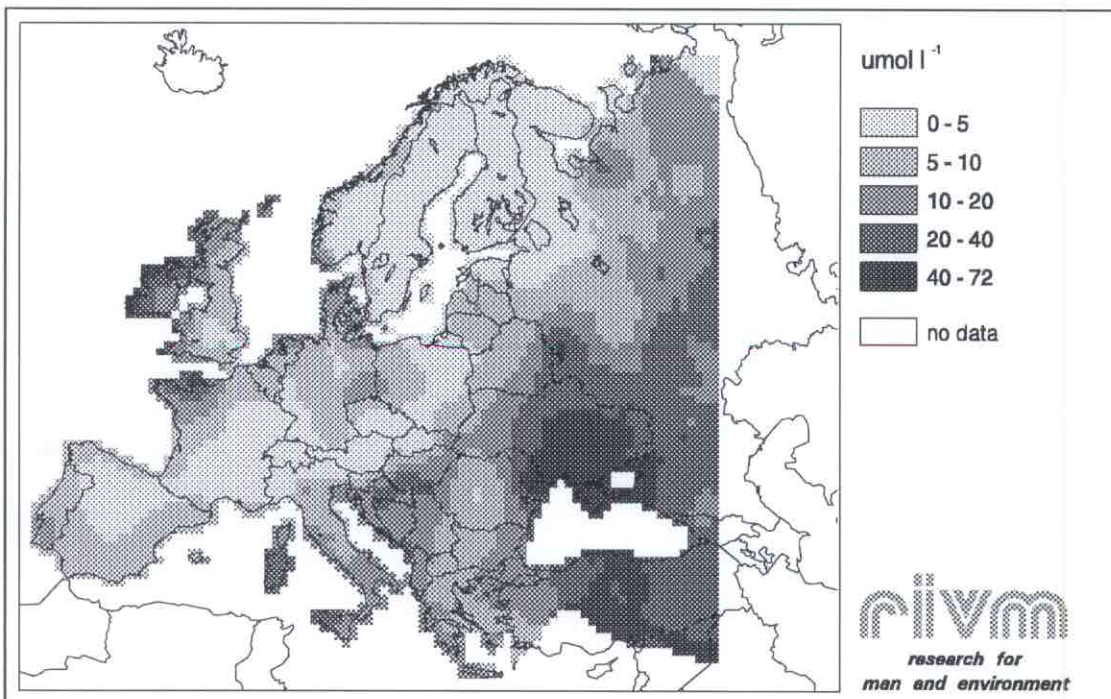 umol l -1
0 - 5
5 - 10
10 - 20
20 - 40
40 - 72
no data
rivm
research for
man and environment